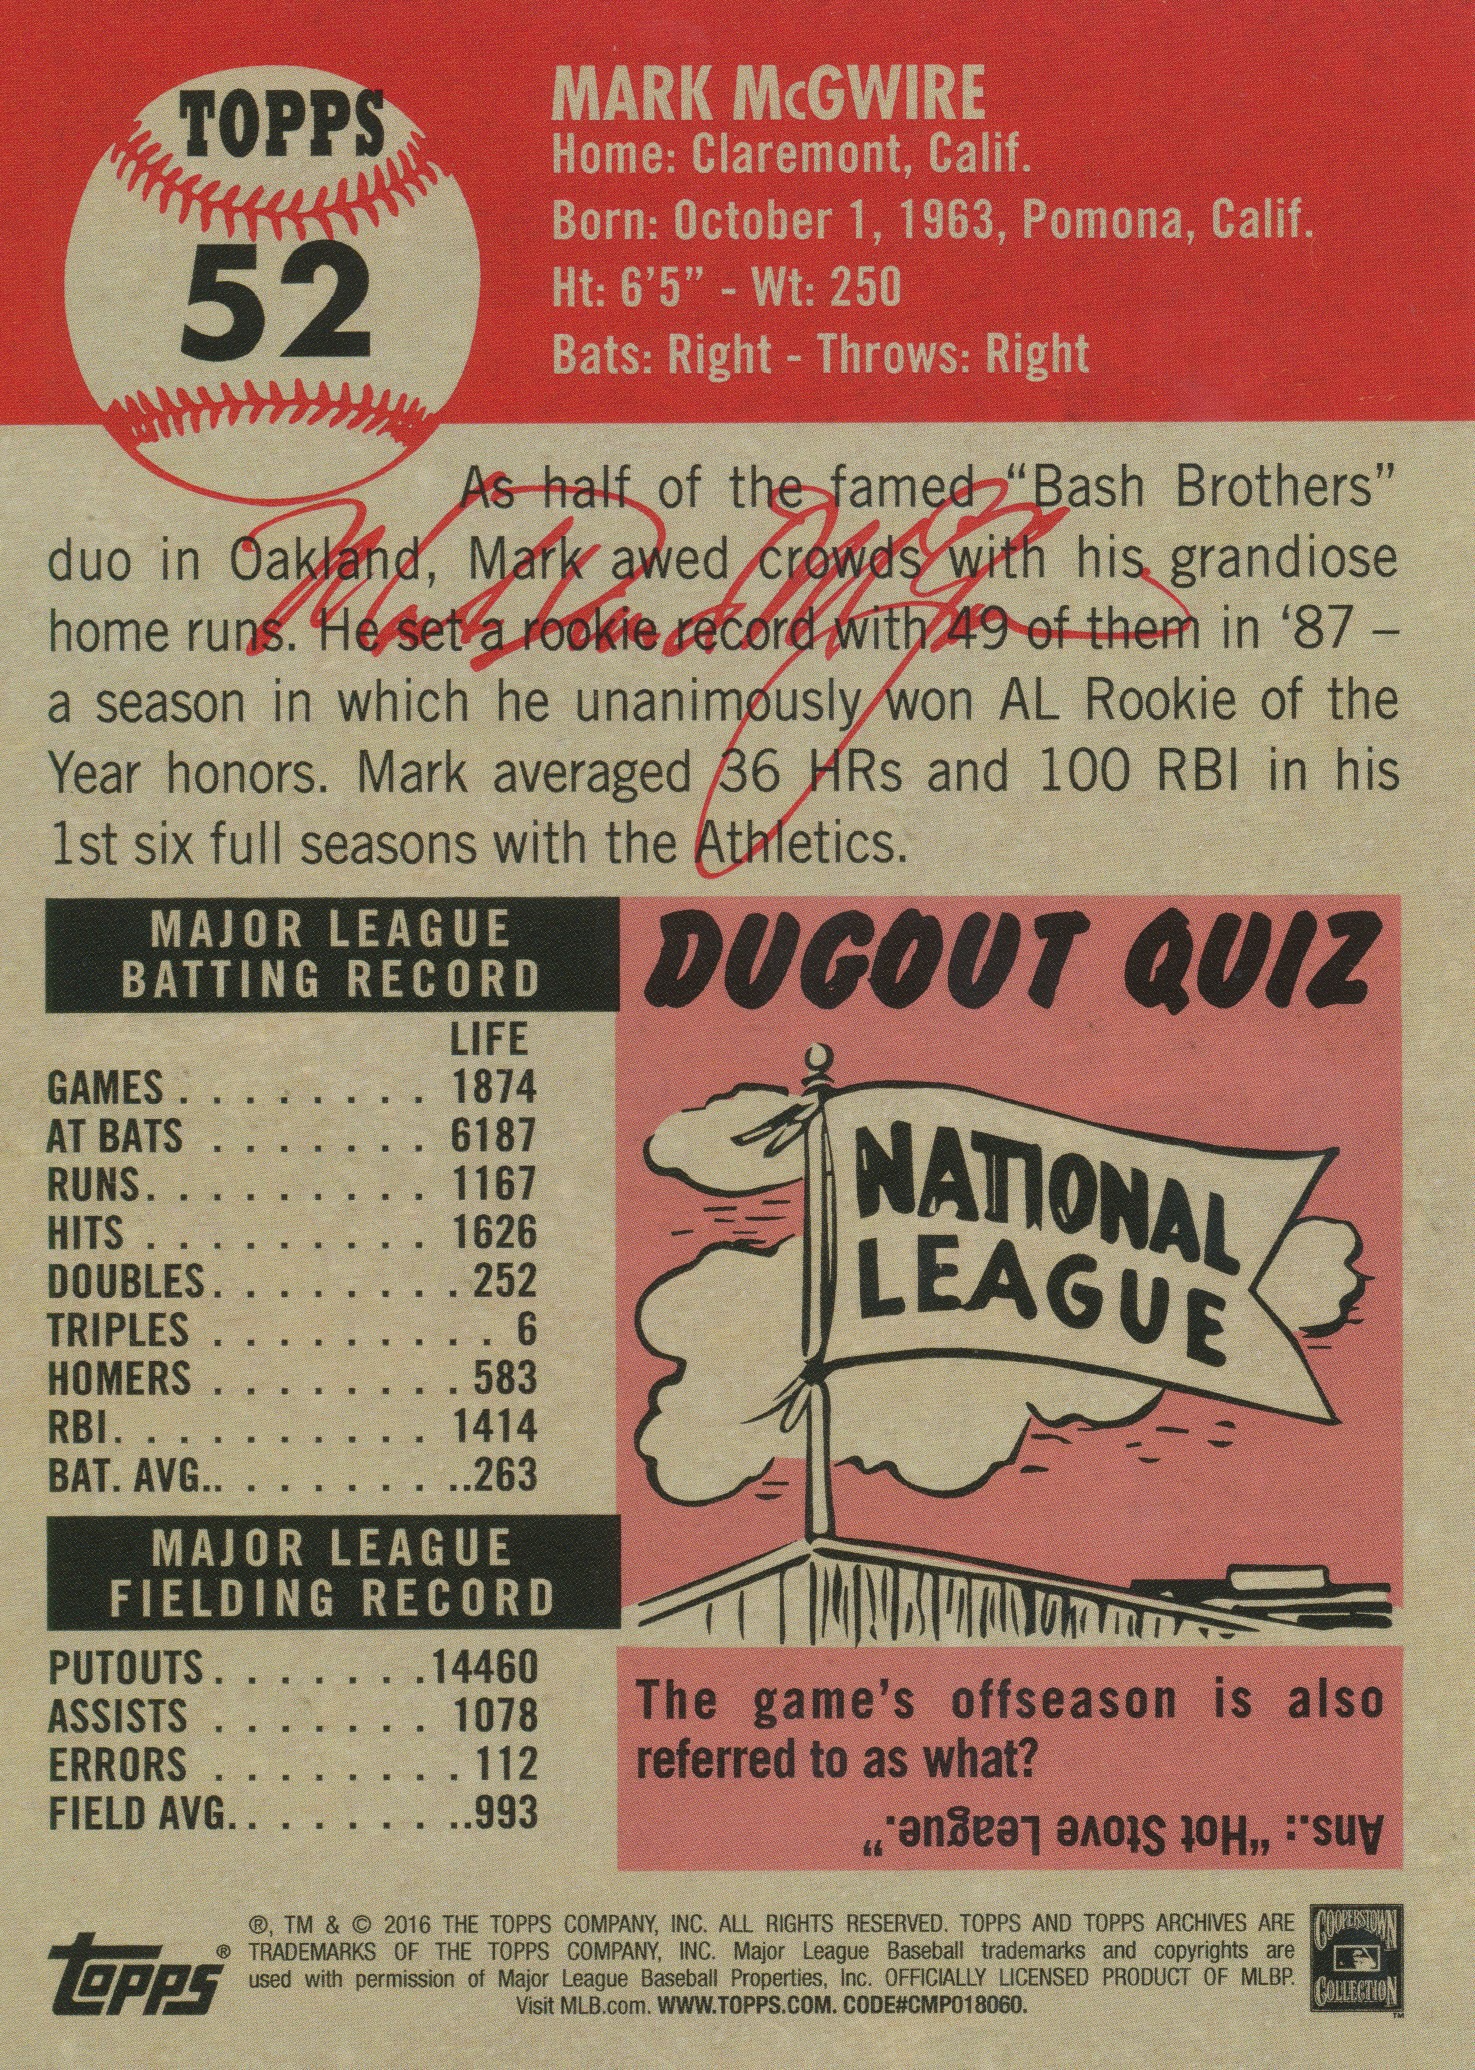 TOPPS
52
MARK McGWIRE
Home: Claremont, Calif.
Born: October 1, 1963, Pomona, Calif.
Ht: 6’5” - Wt: 250
Bats: Right - Throws: Right
As half of the famed “Bash Brothers”
duo in Oakland, Mark awed crowds with his grandiose
home runs. He set a rookie record with 49 of them in ‘87 –
a season in which he unanimously won AL Rookie of the
Year honors. Mark averaged 36 HRs and 100 RBI in his
1st six full seasons with the Athletics.
Mark David McGwire
MAJOR LEAGUE
BATTING RECORD
LIFE
GAMES . . . . . . . . 1874
AT BATS . . . . . . . 6187
RUNS. . . . . . . . . 1167
HITS . . . . . . . . . 1626
DOUBLES. . . . . . . . 252
TRIPLES . . . . . . . . . 6
HOMERS . . . . . . . . 583
RBI. . . . . . . . . . 1414
BAT. AVG.. . . . . . . ..263
MAJOR LEAGUE
FIELDING RECORD
PUTOUTS. . . . . . .14460
ASSISTS . . . . . . . 1078
ERRORS . . . . . . . . 112
FIELD AVG.. . . . . . ..993
DUGOUT QUIZ
NATIONAL
LEAGUE
The game’s offseason is also
referred to as what?
Ans.: “Hot Stove League.”
topps ®
®, TM & © 2016 THE TOPPS COMPANY, INC. ALL RIGHTS RESERVED. TOPPS AND TOPPS ARCHIVES ARE
TRADEMARKS OF THE TOPPS COMPANY, INC. Major League Baseball trademarks and copyrights are
used with permission of Major League Baseball Properties, Inc. OFFICIALLY LICENSED PRODUCT OF MLBP.
Visit MLB.com. WWW.TOPPS.COM. CODE#CMP018060.
COOPERSTOWN
COLLECTION
TM